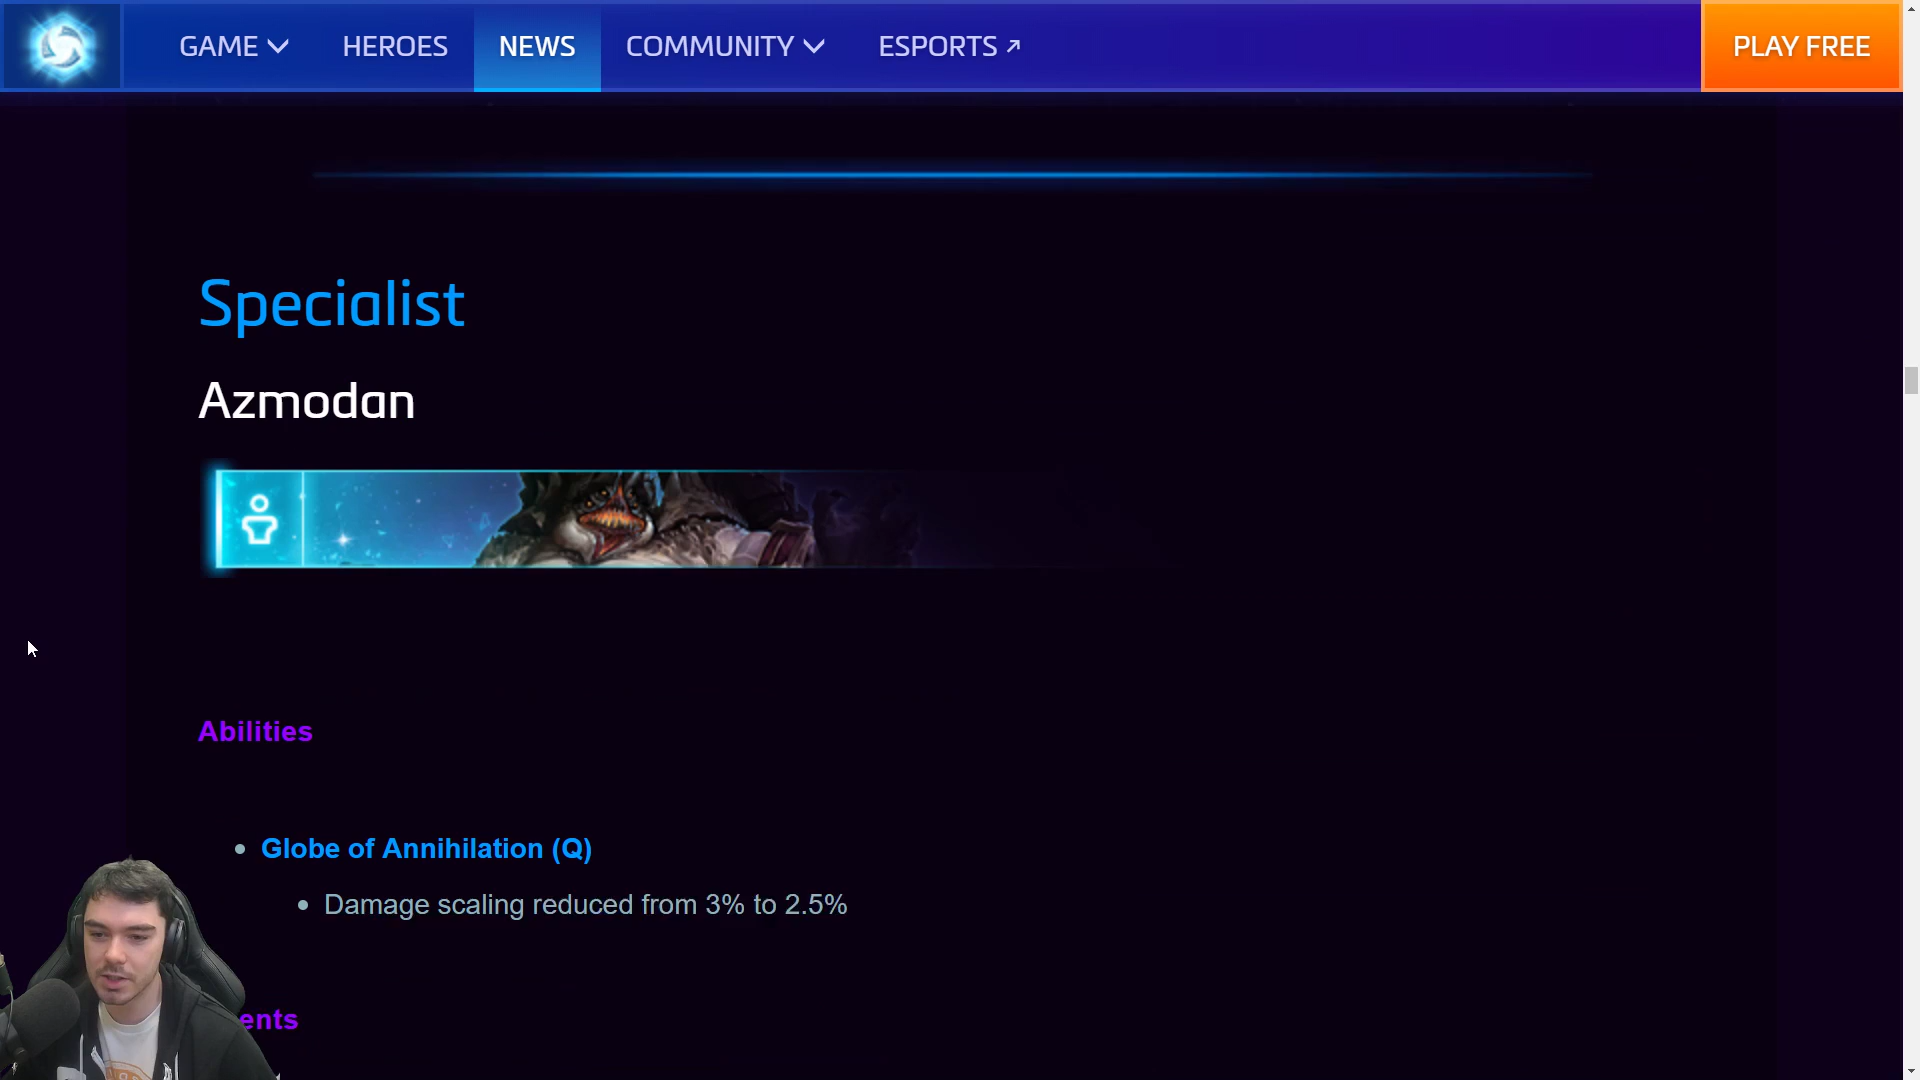 GAME
HEROES
NEWS
COMMUNITY
ESPORTS
PLAY FREE
Specialist
Azmodan
Abilities
Globe of Annihilation (Q)
Damage scaling reduced from 3% to 2.5%
ents